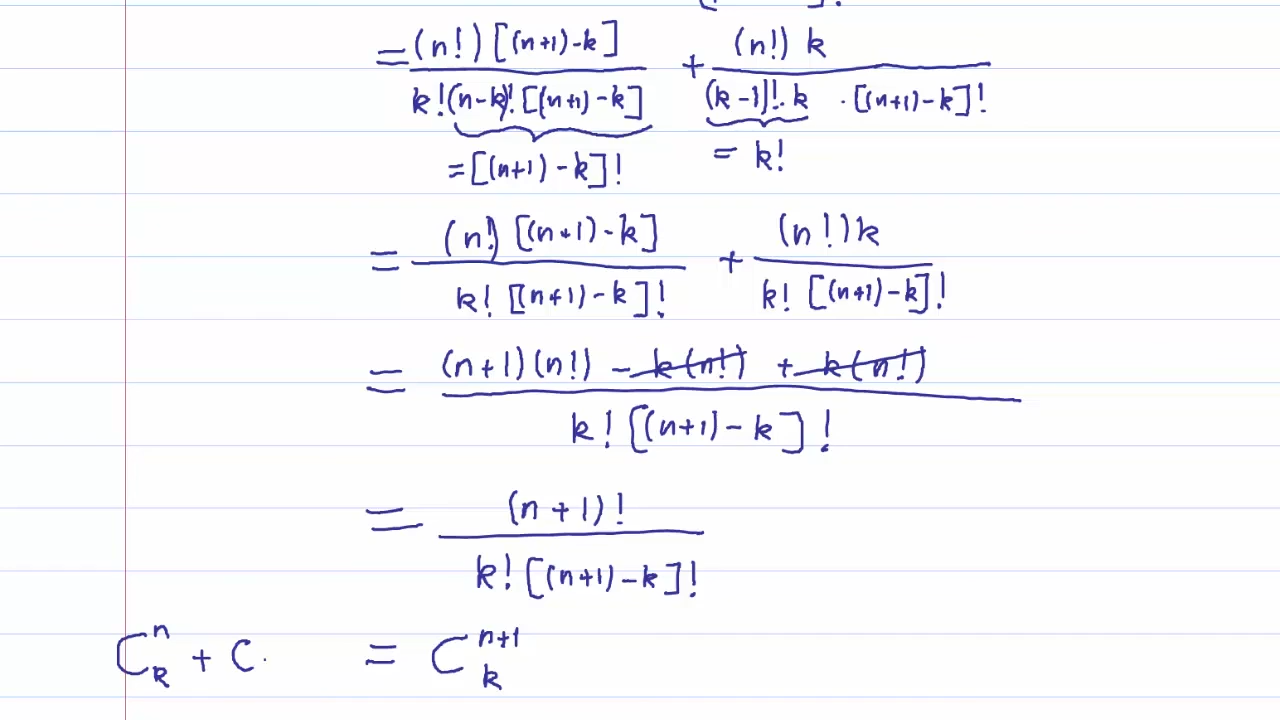 ]!
= (n!) [(n+1)-k] / k!(n-k)! [(n+1)-k] + (n!) k / (k-1)!·k · [(n+1)-k]!
= [(n+1)-k]! = k!
= (n!) [(n+1)-k] / k! [(n+1)-k]! + (n!)k / k! [(n+1)-k]!
= (n+1)(n!) - k(n!) + k(n!) / k! [(n+1)-k]!
= (n+1)! / k! [(n+1)-k]!
C^n_k + C. = C^{n+1}_k